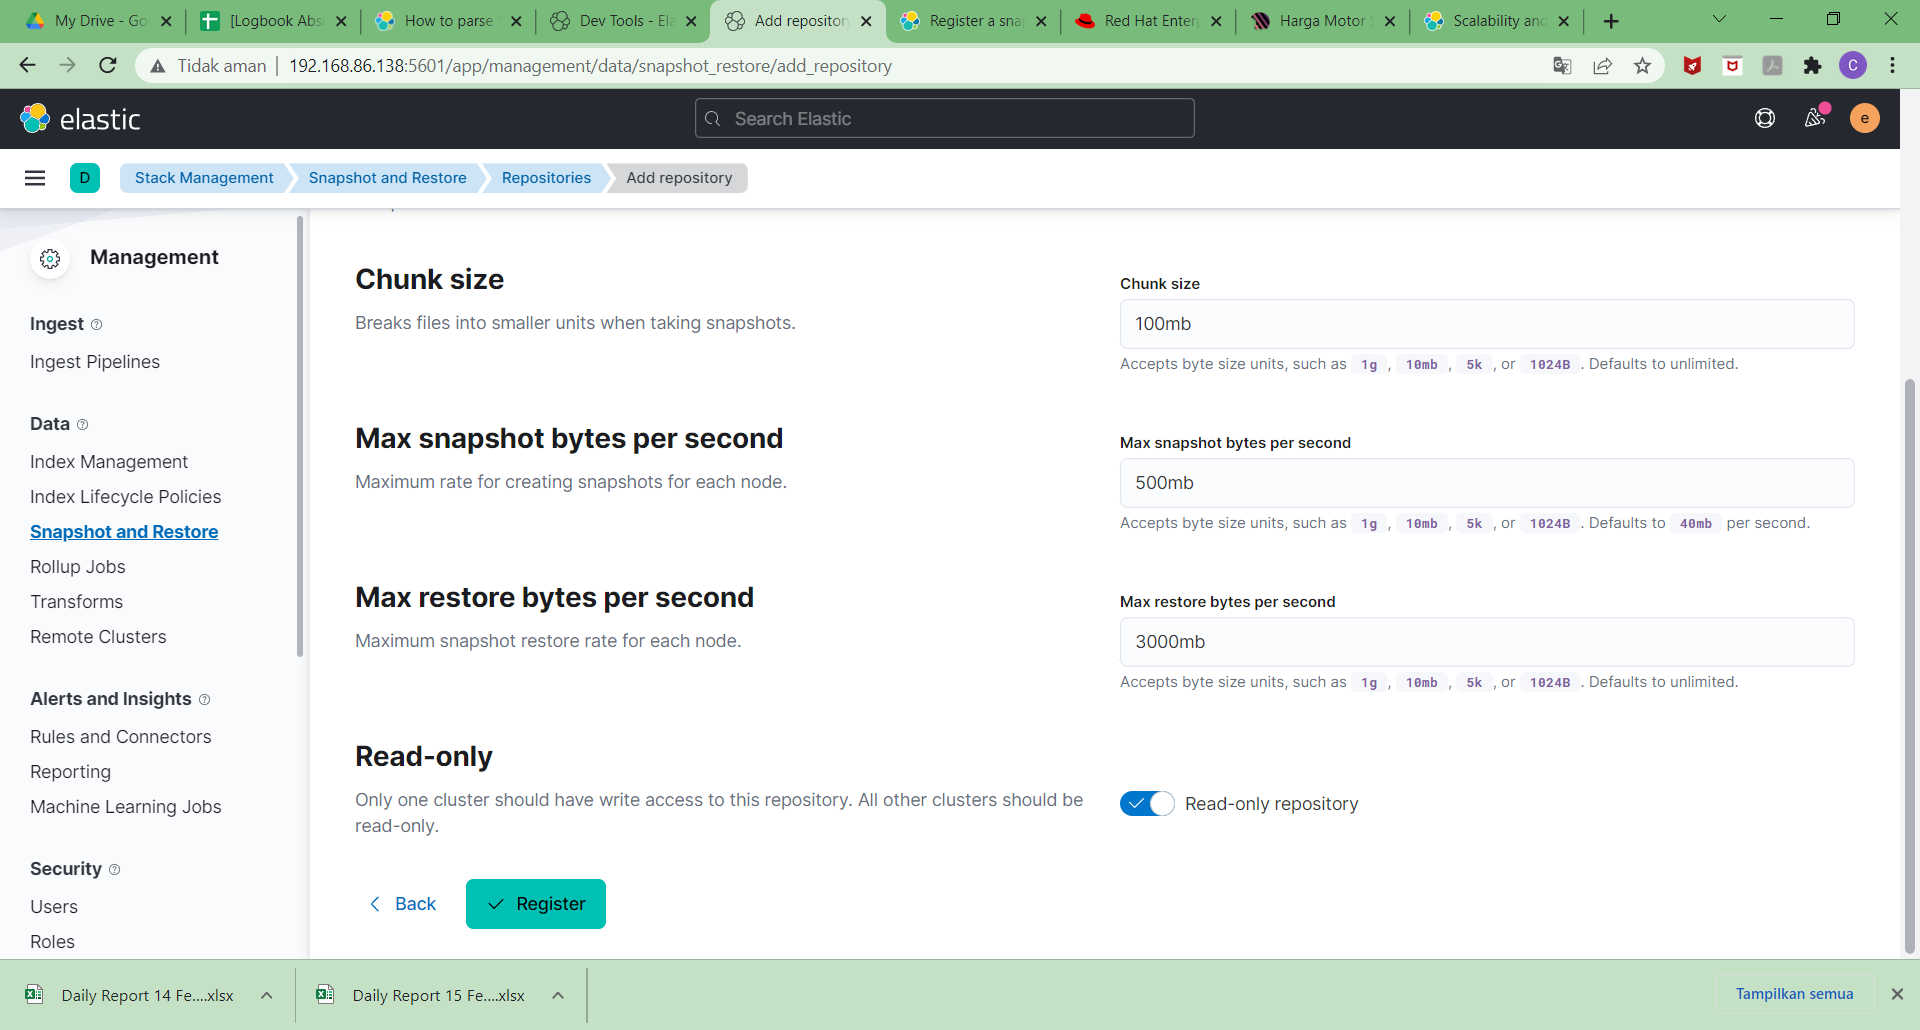 My Drive - Go
[Logbook Abs
How to parse
Dev Tools - Ela
Add repository
Register a sna
Red Hat Enter
Harga Motor S
Scalability and
Tidak aman
192.168.86.138:5601/app/management/data/snapshot_restore/add_repository
C
elastic
Search Elastic
e
D
Stack Management
Snapshot and Restore
Repositories
Add repository
Management
Ingest
Ingest Pipelines
Data
Index Management
Index Lifecycle Policies
Snapshot and Restore
Rollup Jobs
Transforms
Remote Clusters
Alerts and Insights
Rules and Connectors
Reporting
Machine Learning Jobs
Security
Users
Roles
Chunk size
Breaks files into smaller units when taking snapshots.
Chunk size
100mb
Accepts byte size units, such as 1g , 10mb , 5k , or 1024B . Defaults to unlimited.
Max snapshot bytes per second
Maximum rate for creating snapshots for each node.
Max snapshot bytes per second
500mb
Accepts byte size units, such as 1g , 10mb , 5k , or 1024B . Defaults to 40mb per second.
Max restore bytes per second
Maximum snapshot restore rate for each node.
Max restore bytes per second
3000mb
Accepts byte size units, such as 1g , 10mb , 5k , or 1024B . Defaults to unlimited.
Read-only
Only one cluster should have write access to this repository. All other clusters should be
read-only.
Read-only repository
Back
Register
Daily Report 14 Fe....xlsx
Daily Report 15 Fe....xlsx
Tampilkan semua